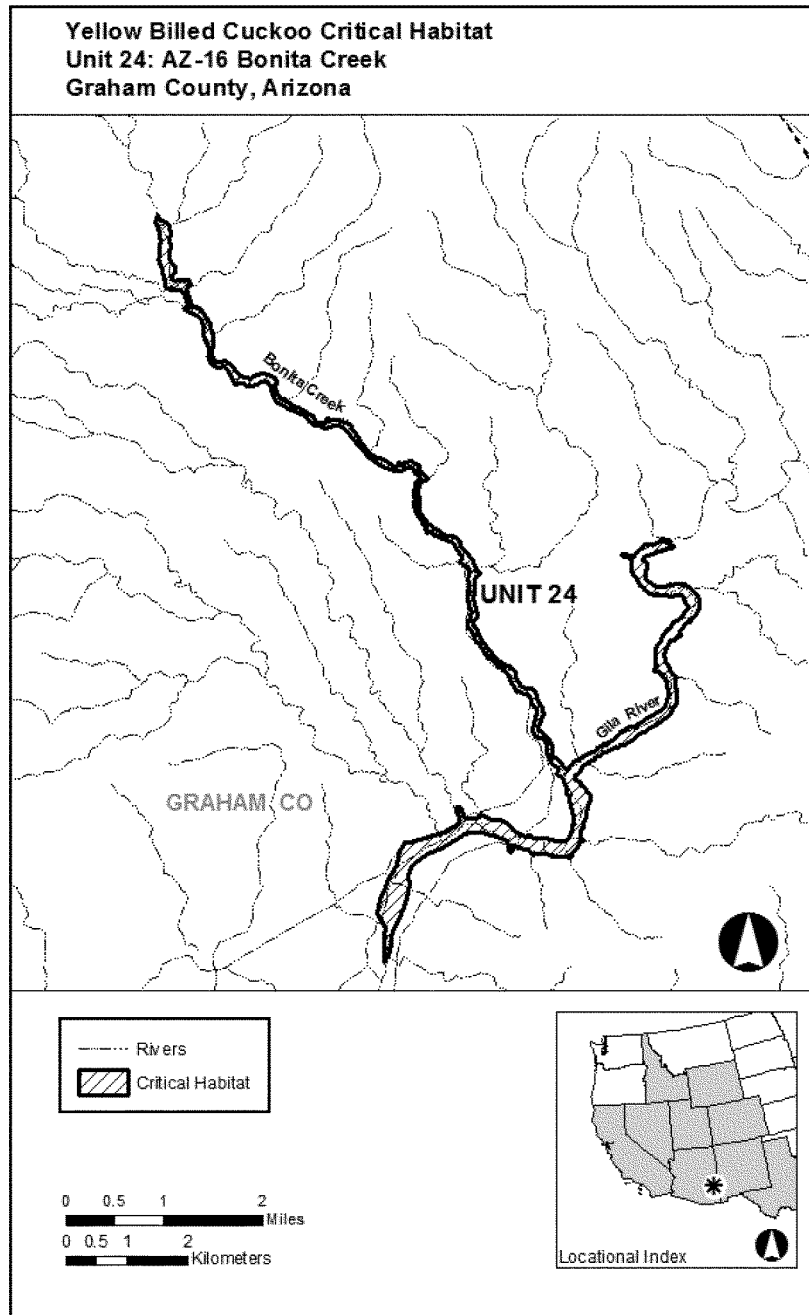 Yellow Billed Cuckoo Critical Habitat
Unit 24: AZ-16 Bonita Creek
Graham County, Arizona
Bonita Creek
UNIT 24
Gila River
GRAHAM CO
Rivers
Critical Habitat
0 0.5 1 2
Miles
0 0.5 1 2
Kilometers
Locational Index